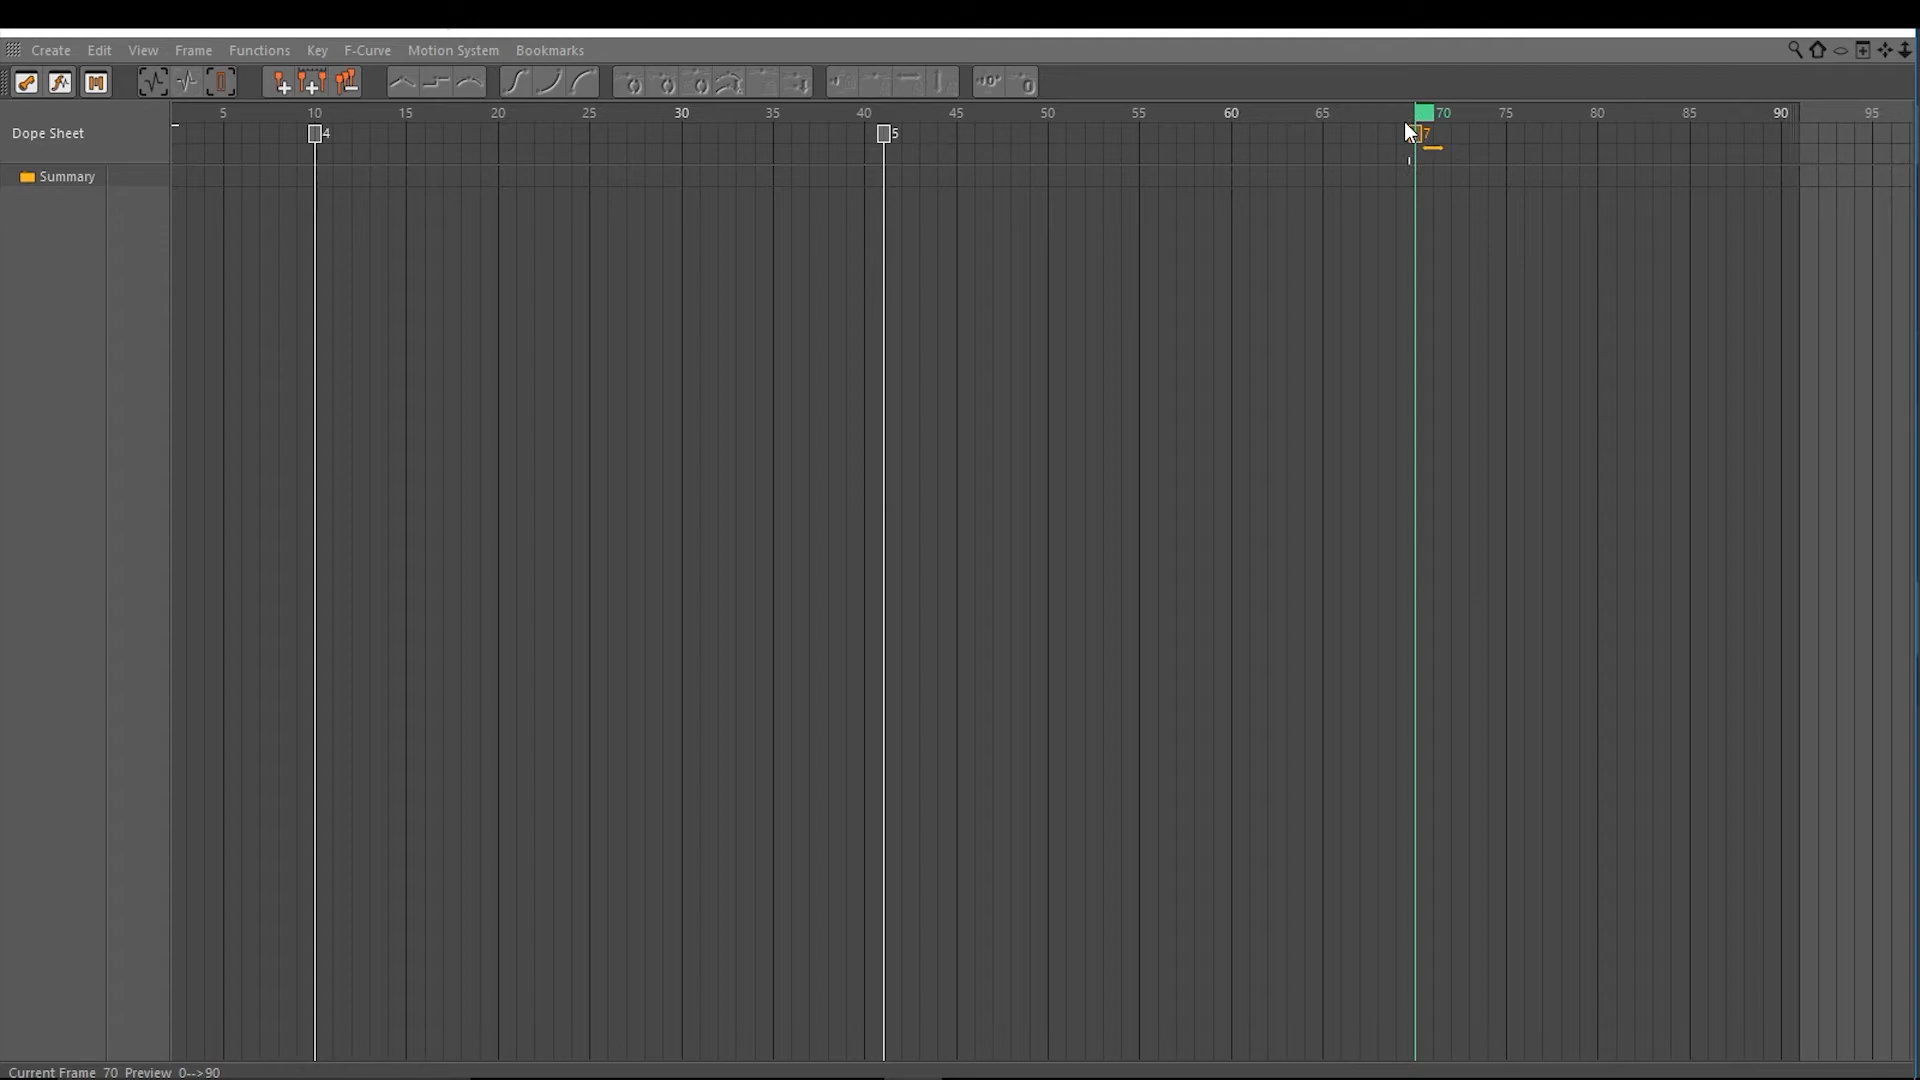 Create Edit View Frame Functions Key F-Curve Motion System Bookmarks
5 10 15 20 25 30 35 40 45 50 55 60 65 70 75 80 85 90 95
Dope Sheet 4 5 7
Summary
Current Frame 70 Preview 0-->90